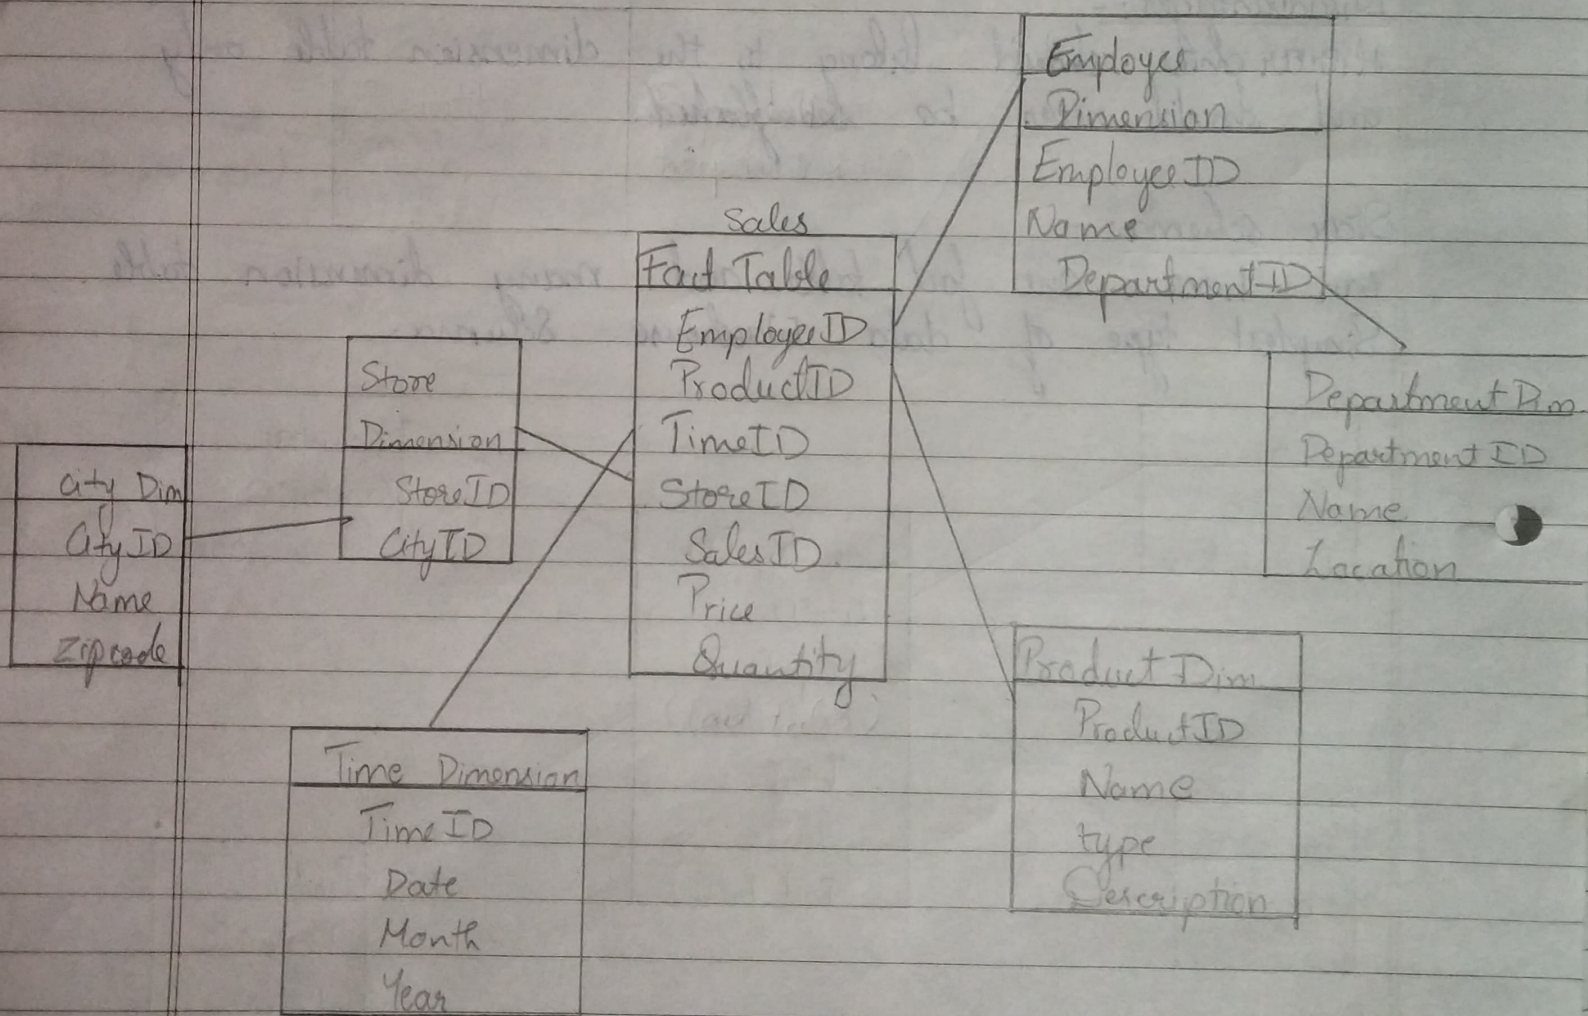 Employee
Dimension
EmployeeID
Name
DepartmentID
Sales
Fact Table
EmployeeID
ProductID
TimeID
StoreID
SalesID
Price
Quantity
Store
Dimension
StoreID
CityID
City Dim
CityID
Name
Zipcode
Department Dim
Department ID
Name
Location
Product Dim
ProductID
Name
type
Description
Time Dimension
TimeID
Date
Month
Year